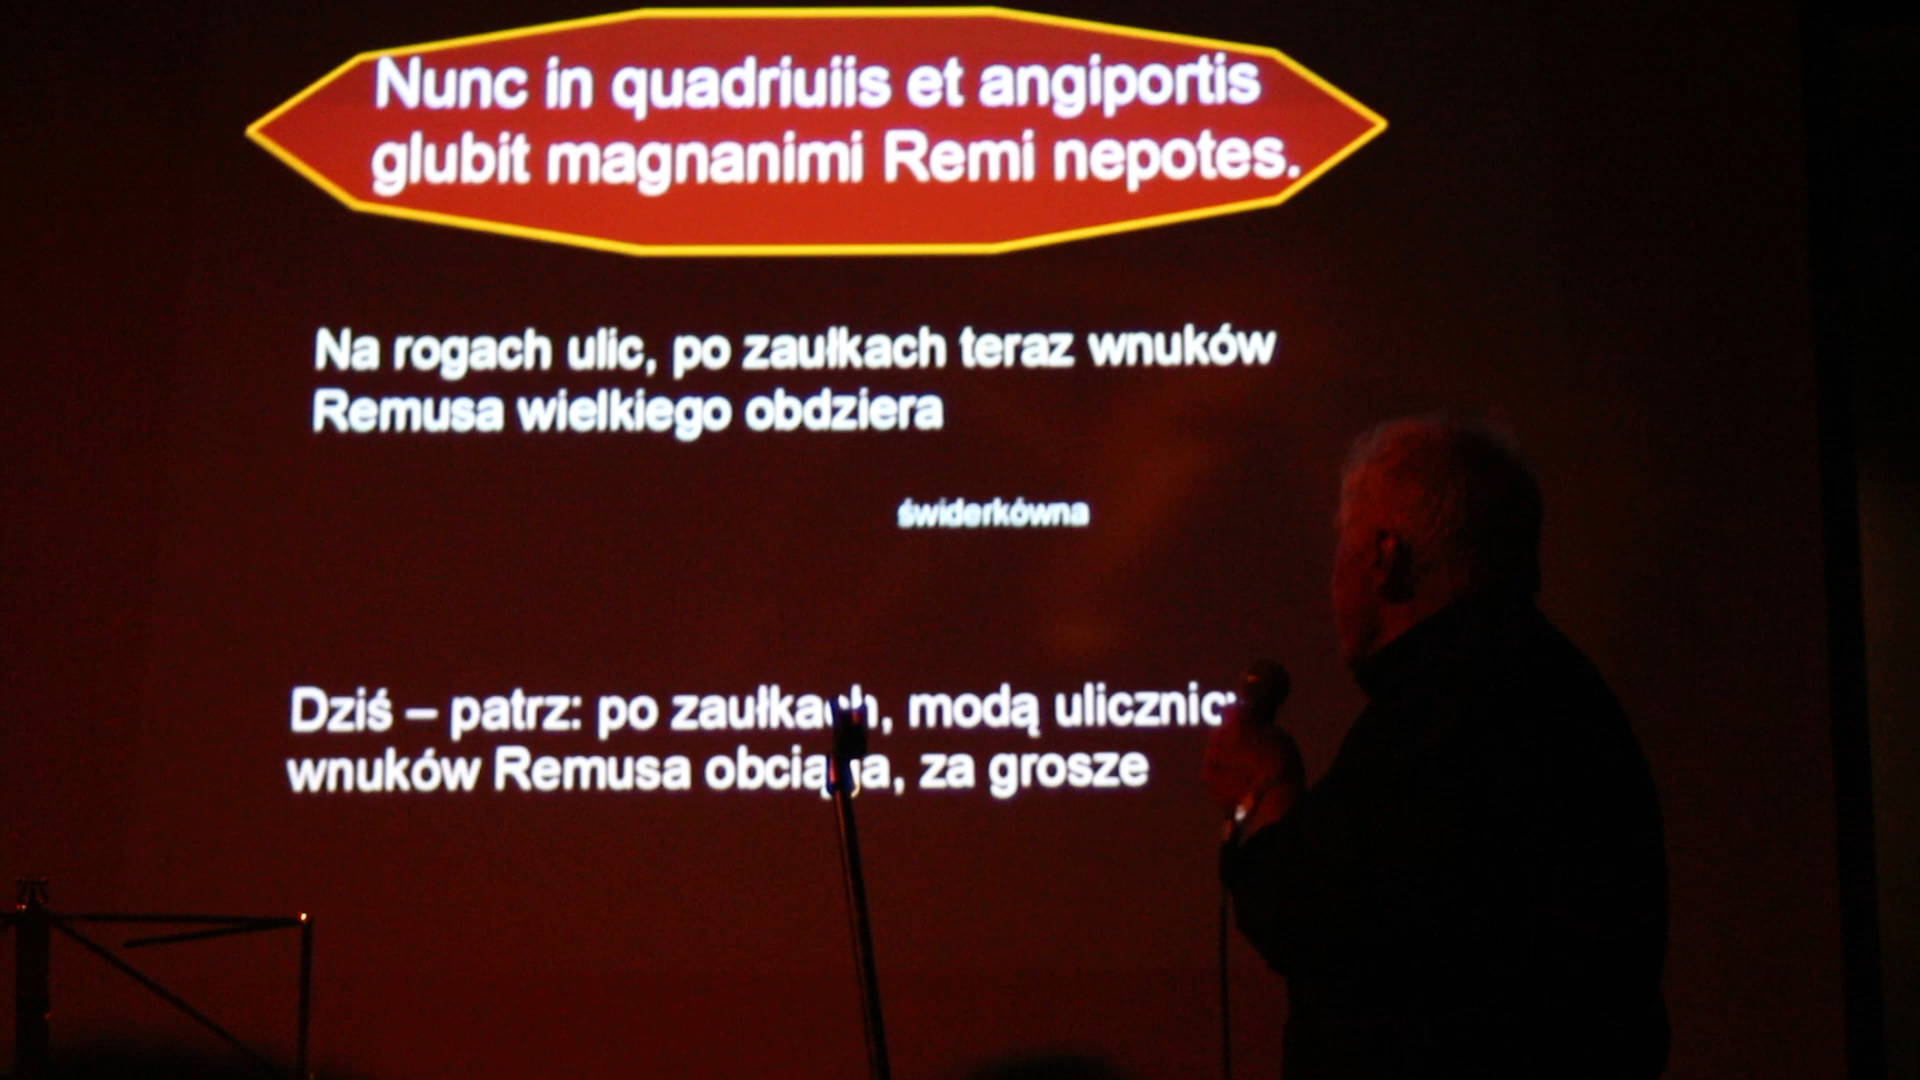 Nunc in quadriuiis et angiportis
glubit magnanimi Remi nepotes.
Na rogach ulic, po zaułkach teraz wnuków
Remusa wielkiego obdziera
świderkówna
Dziś – patrz: po zaułkach, modą
wnuków Remusa obciąga, za grosze